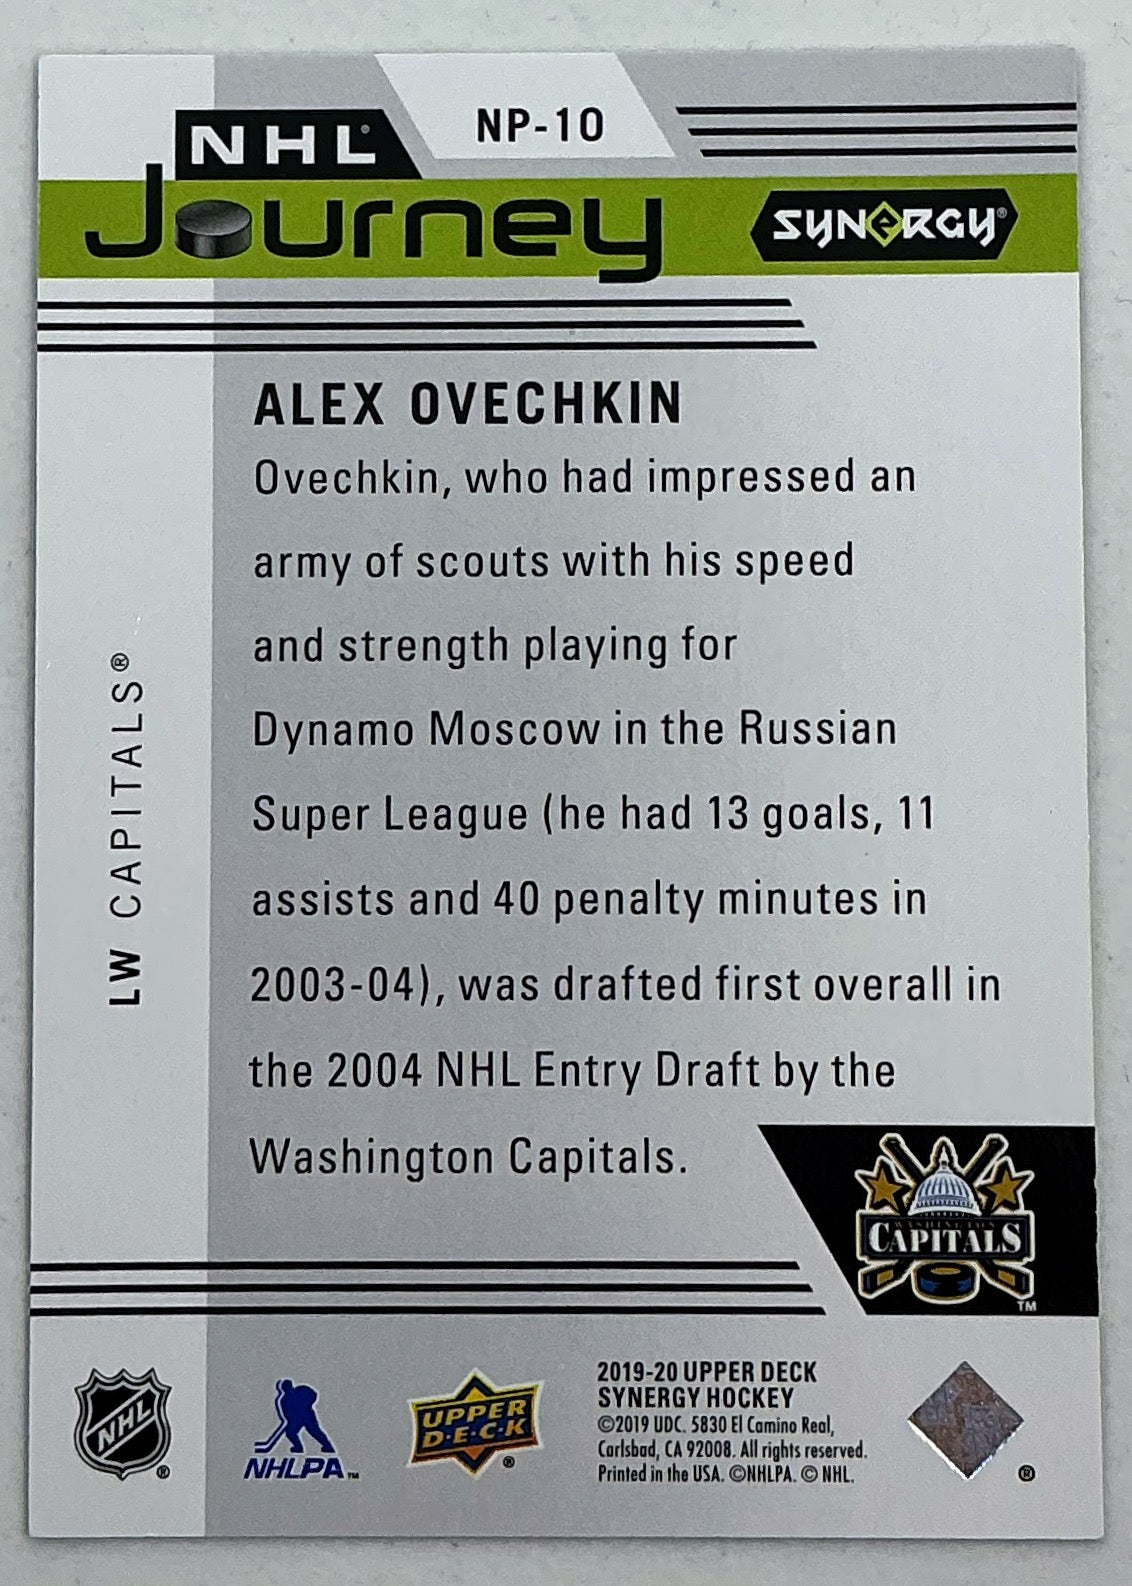 NP-10
NHL®
Journey
SYNERGY®
ALEX OVECHKIN
Ovechkin, who had impressed an
army of scouts with his speed
and strength playing for
Dynamo Moscow in the Russian
Super League (he had 13 goals, 11
assists and 40 penalty minutes in
2003-04), was drafted first overall in
the 2004 NHL Entry Draft by the
Washington Capitals.
LW CAPITALS®
WASHINGTON
CAPITALS
TM
NHL
®
NHLPA™
UPPER
D·E·C·K
®
2019-20 UPPER DECK
SYNERGY HOCKEY
©2019 UDC. 5830 El Camino Real,
Carlsbad, CA 92008. All rights reserved.
Printed in the USA. ©NHLPA. © NHL.
®